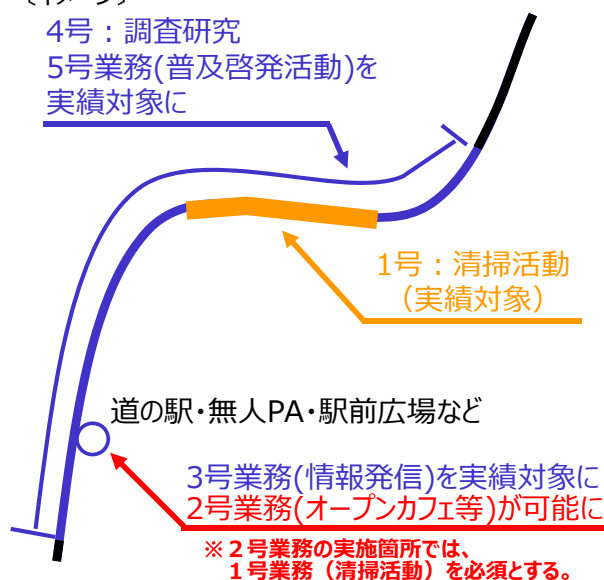 〔イメージ〕
4号：調査研究
5号業務(普及啓発活動)を
実績対象に
1号：清掃活動
（実績対象）
道の駅・無人PA・駅前広場など
3号業務(情報発信)を実績対象に
2号業務(オープンカフェ等)が可能に
※２号業務の実施箇所では、
１号業務（清掃活動）を必須とする。